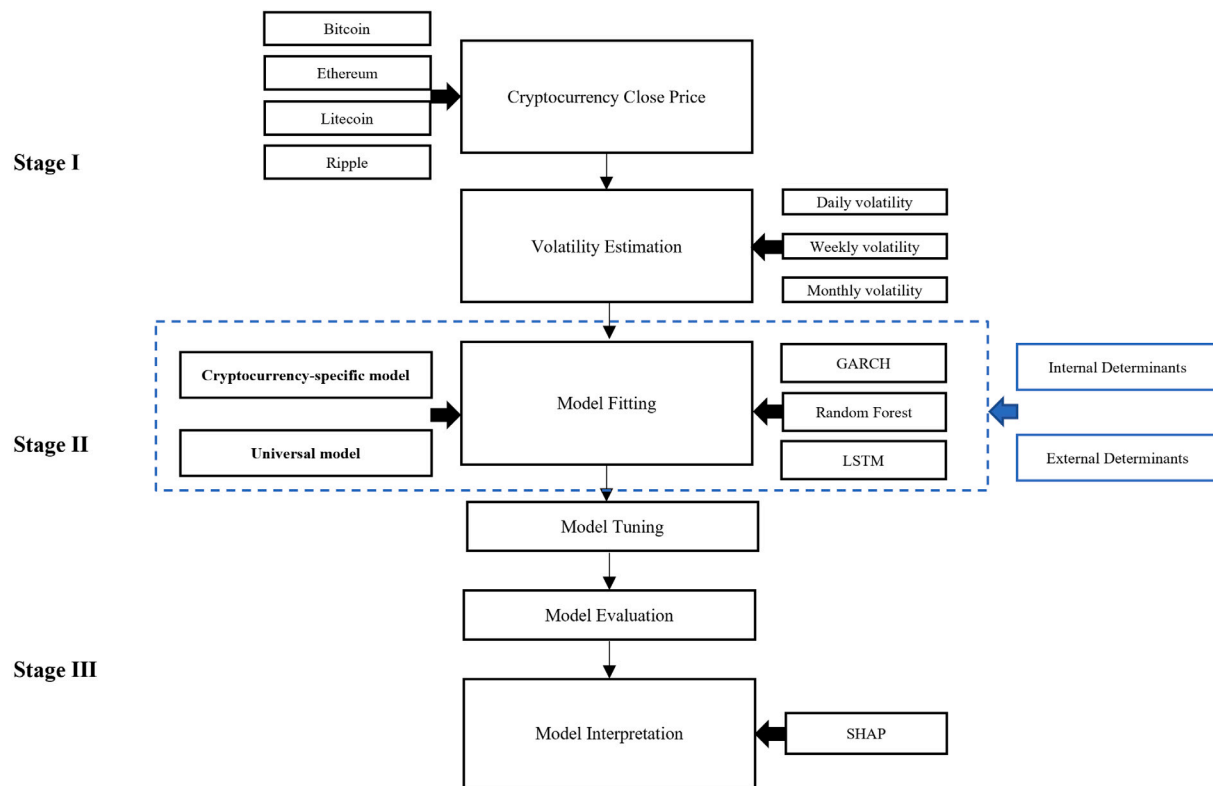 Bitcoin
Ethereum
Litecoin
Ripple
Cryptocurrency Close Price
Stage I
Volatility Estimation
Daily volatility
Weekly volatility
Monthly volatility
Cryptocurrency-specific model
Universal model
Model Fitting
GARCH
Random Forest
LSTM
Internal Determinants
External Determinants
Stage II
Model Tuning
Model Evaluation
Stage III
Model Interpretation
SHAP